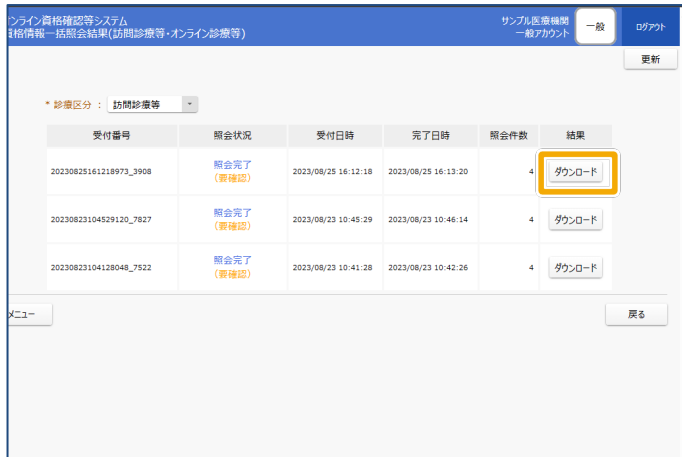 ンライン資格確認等システム
格情報一括照会結果(訪問診療等・オンライン診療等)
サンプル医療機関
一般アカウント
一般
ログアウト
更新
* 診療区分 : 訪問診療等
受付番号 照会状況 受付日時 完了日時 照会件数 結果
20230825161218973_3908 照会完了 (要確認) 2023/08/25 16:12:18 2023/08/25 16:13:20 4 ダウンロード
20230823104529120_7827 照会完了 (要確認) 2023/08/23 10:45:29 2023/08/23 10:46:14 4 ダウンロード
20230823104128048_7522 照会完了 (要確認) 2023/08/23 10:41:28 2023/08/23 10:42:26 4 ダウンロード
メニュー
戻る